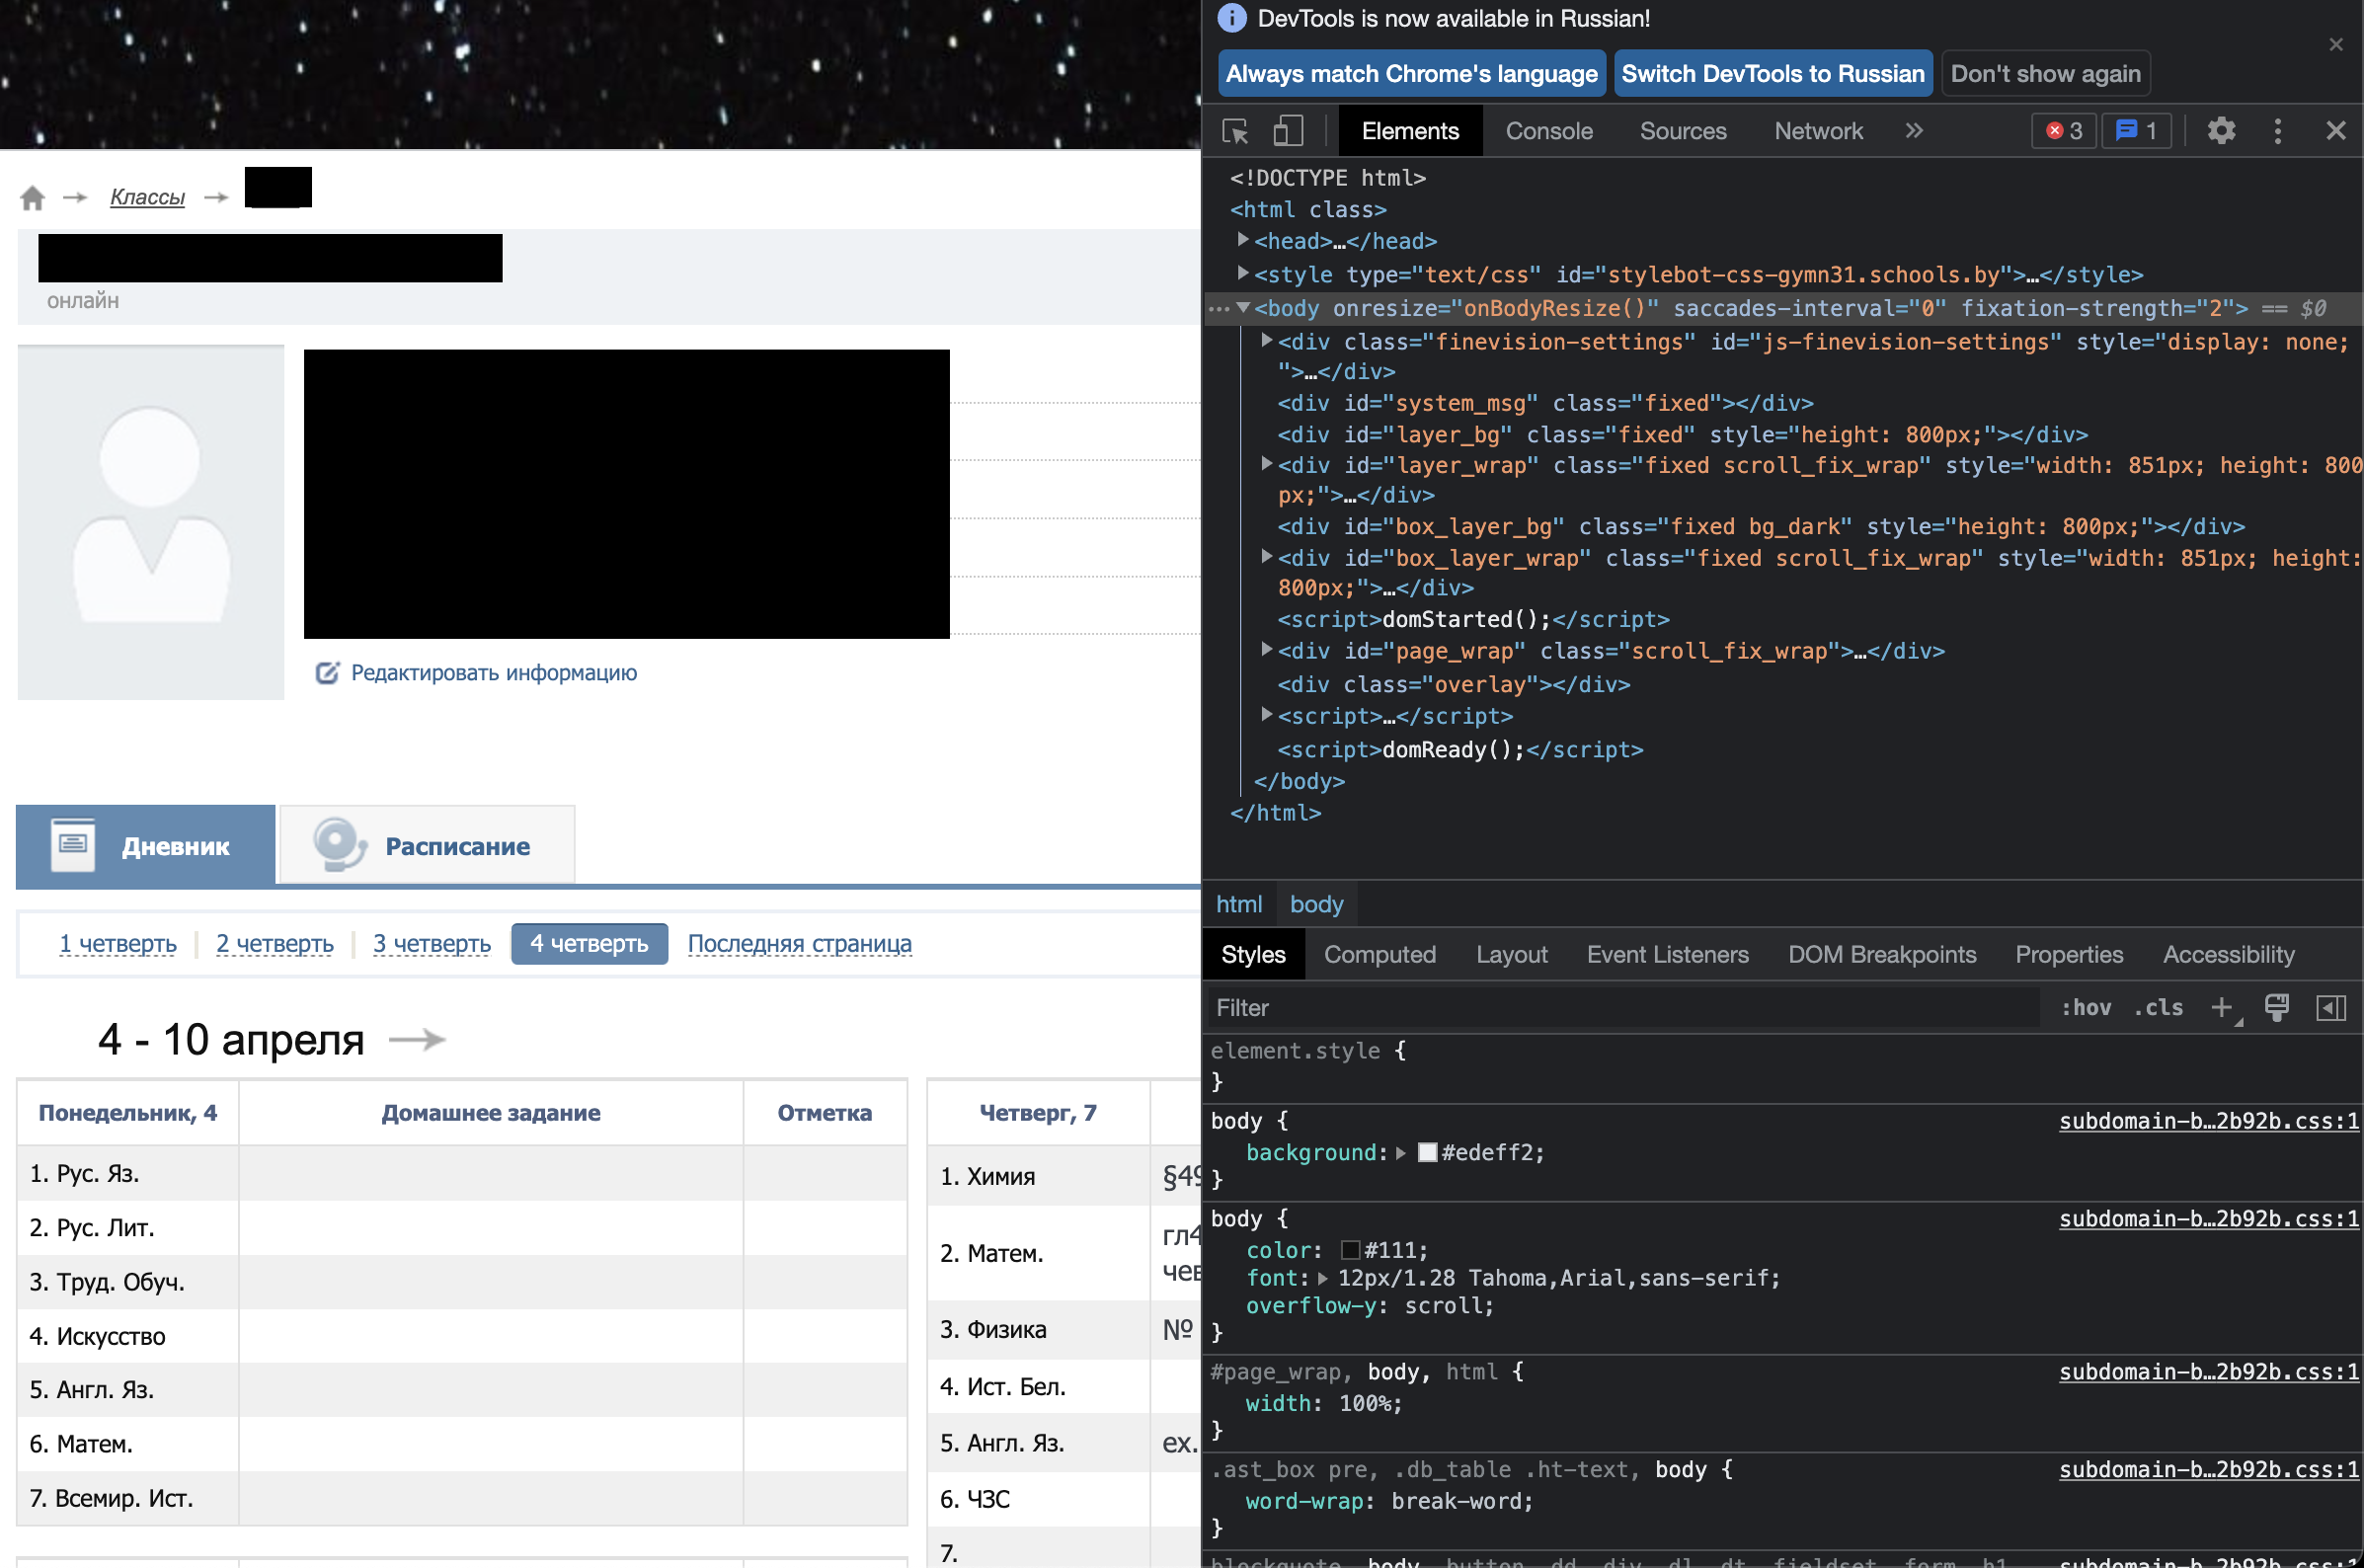 Классы
онлайн
Редактировать информацию
Дневник
Расписание
1 четверть
2 четверть
3 четверть
4 четверть
Последняя страница
4 - 10 апреля
Понедельник, 4
Домашнее задание
Отметка
1. Рус. Яз.
2. Рус. Лит.
3. Труд. Обуч.
4. Искусство
5. Англ. Яз.
6. Матем.
7. Всемир. Ист.
Четверг, 7
1. Химия
§49
2. Матем.
гл4
чев
3. Физика
№
4. Ист. Бел.
5. Англ. Яз.
ex.
6. ЧЗС
7.
DevTools is now available in Russian!
Always match Chrome's language
Switch DevTools to Russian
Don't show again
Elements
Console
Sources
Network
3
1
<!DOCTYPE html>
<html class>
<head>…</head>
<style type="text/css" id="stylebot-css-gymn31.schools.by">…</style>
<body onresize="onBodyResize()" saccades-interval="0" fixation-strength="2"> == $0
<div class="finevision-settings" id="js-finevision-settings" style="display: none;
">…</div>
<div id="system_msg" class="fixed"></div>
<div id="layer_bg" class="fixed" style="height: 800px;"></div>
<div id="layer_wrap" class="fixed scroll_fix_wrap" style="width: 851px; height: 800
px;">…</div>
<div id="box_layer_bg" class="fixed bg_dark" style="height: 800px;"></div>
<div id="box_layer_wrap" class="fixed scroll_fix_wrap" style="width: 851px; height:
800px;">…</div>
<script>domStarted();</script>
<div id="page_wrap" class="scroll_fix_wrap">…</div>
<div class="overlay"></div>
<script>…</script>
<script>domReady();</script>
</body>
</html>
html
body
Styles
Computed
Layout
Event Listeners
DOM Breakpoints
Properties
Accessibility
Filter
:hov
.cls
element.style {
}
body {
subdomain-b…2b92b.css:1
background: #edeff2;
}
body {
subdomain-b…2b92b.css:1
color: #111;
font: 12px/1.28 Tahoma,Arial,sans-serif;
overflow-y: scroll;
}
#page_wrap, body, html {
subdomain-b…2b92b.css:1
width: 100%;
}
.ast_box pre, .db_table .ht-text, body {
subdomain-b…2b92b.css:1
word-wrap: break-word;
}
blockquote, body, button, dd, div, dl, dt, fieldset, form, h1,
subdomain-b…2b92b.css:1